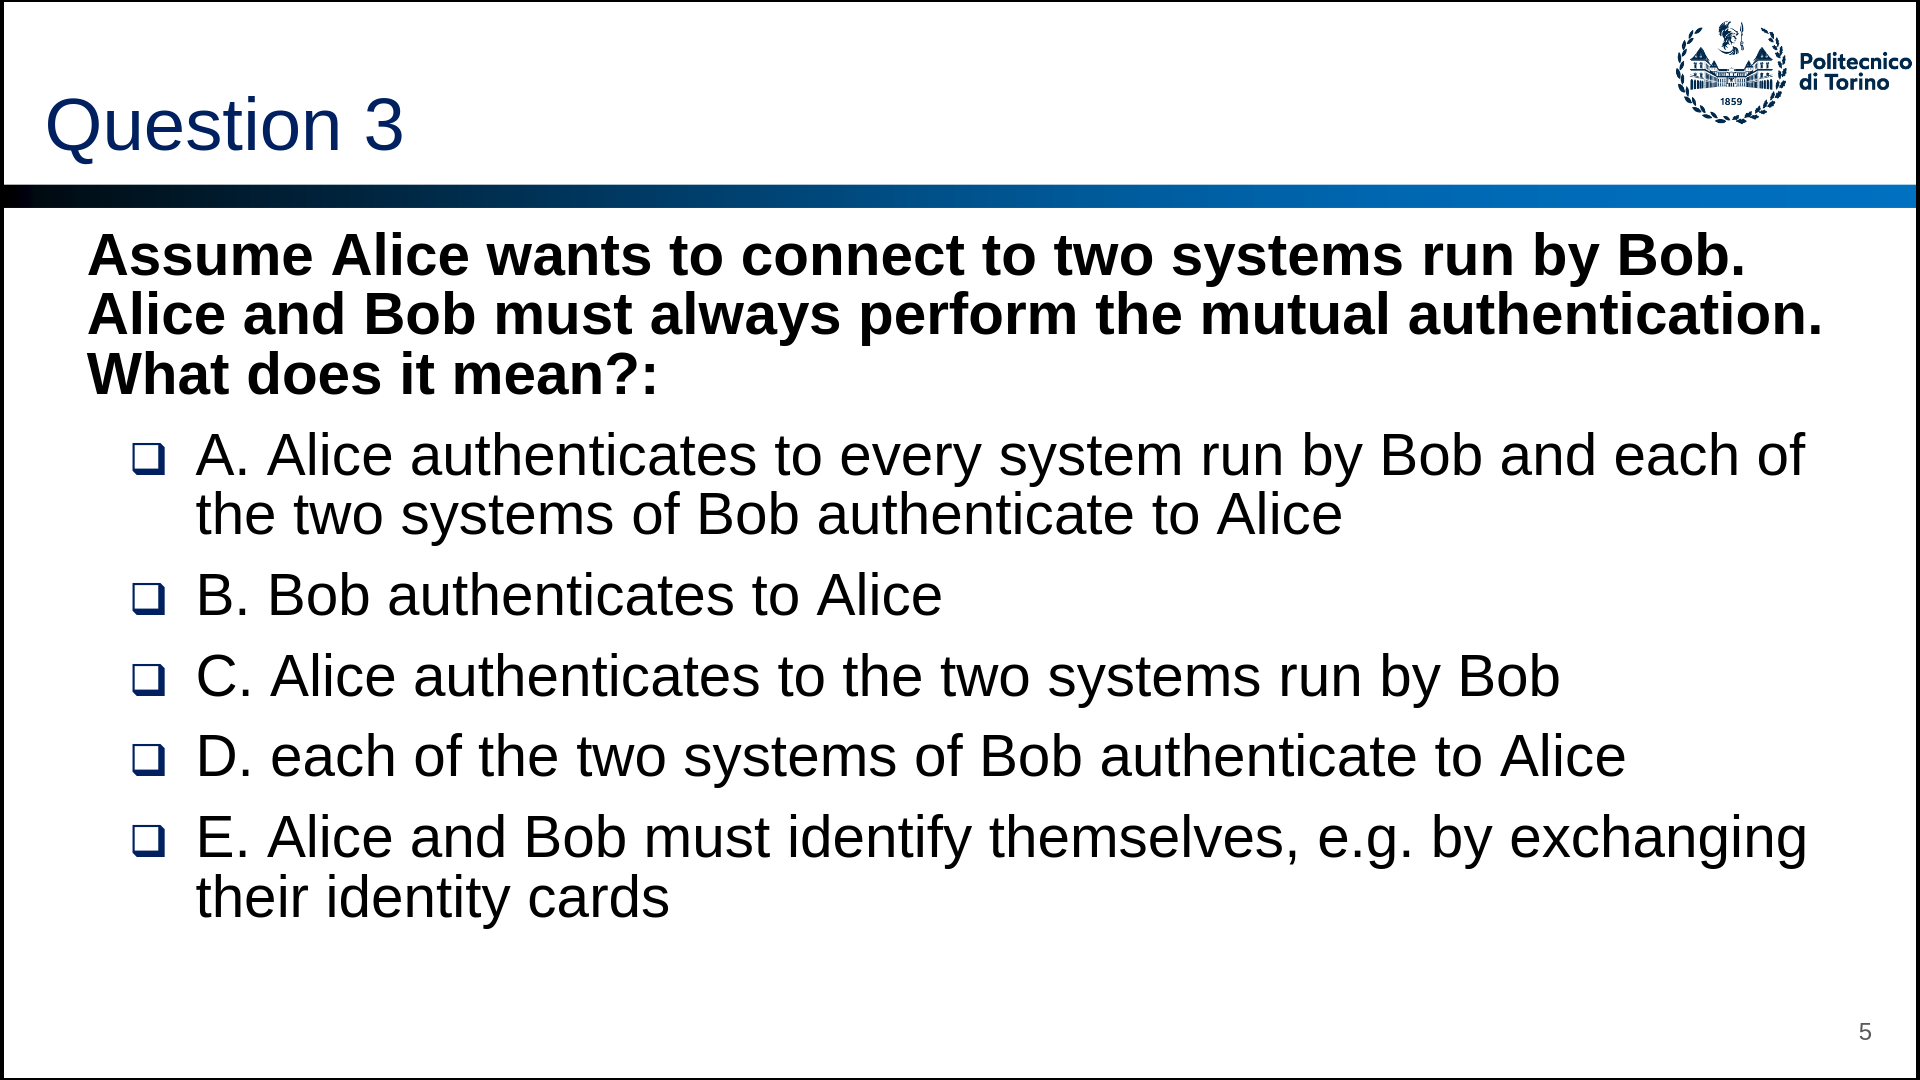 Politecnico
di Torino
1859
Question 3
Assume Alice wants to connect to two systems run by Bob.
Alice and Bob must always perform the mutual authentication.
What does it mean?:
A. Alice authenticates to every system run by Bob and each of
the two systems of Bob authenticate to Alice
B. Bob authenticates to Alice
C. Alice authenticates to the two systems run by Bob
D. each of the two systems of Bob authenticate to Alice
E. Alice and Bob must identify themselves, e.g. by exchanging
their identity cards
5